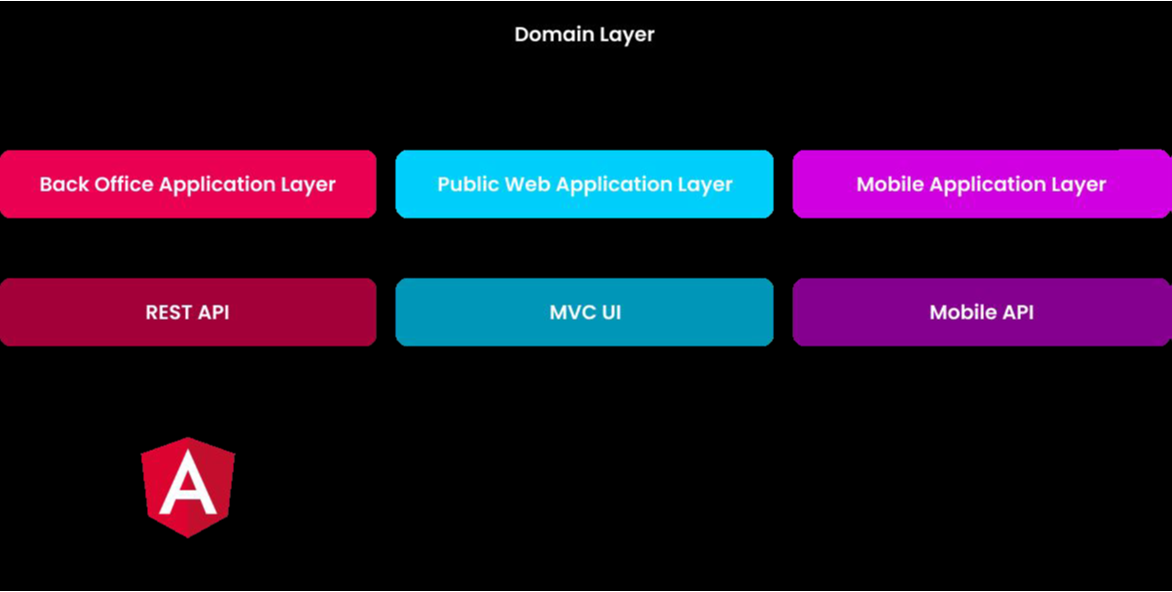 Domain Layer
Back Office Application Layer
Public Web Application Layer
Mobile Application Layer
REST API
MVC UI
Mobile API
A